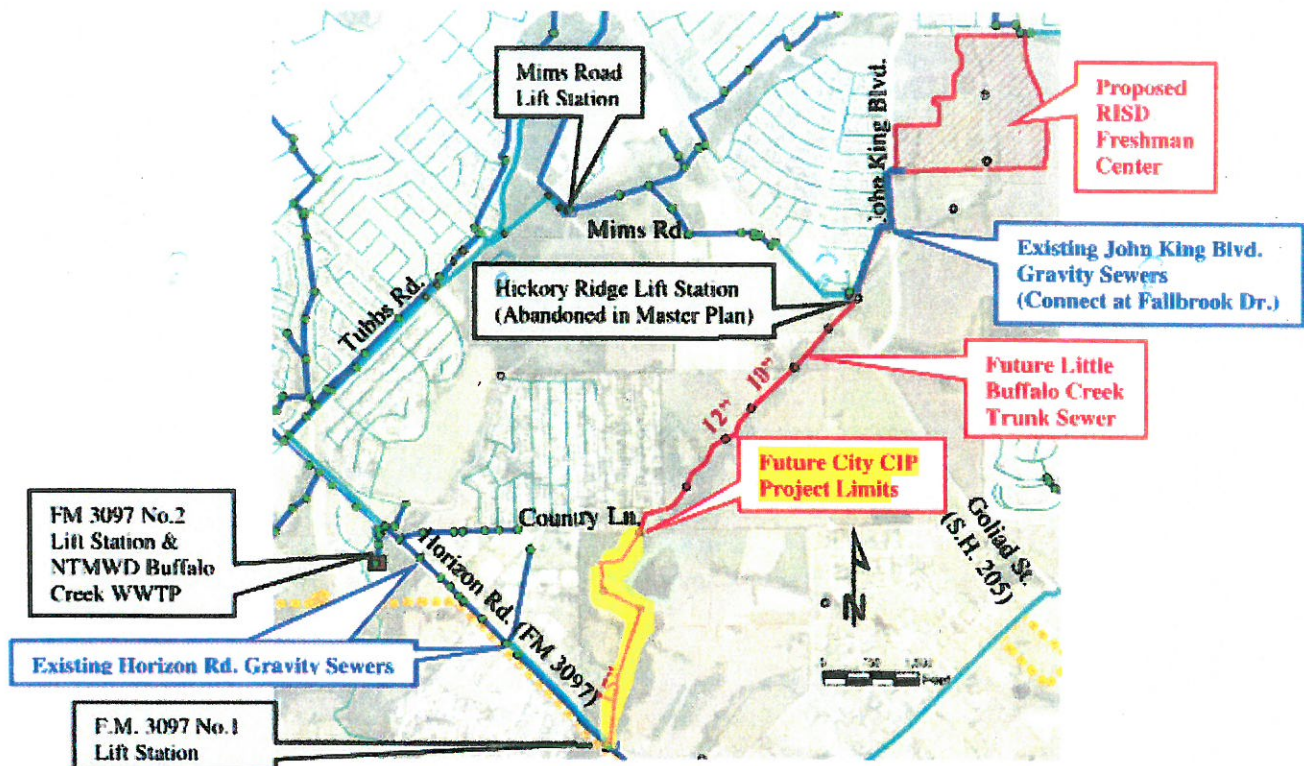 Mims Road
Lift Station
John King Blvd.
Proposed
RISD
Freshman
Center
Mims Rd.
Existing John King Blvd.
Gravity Sewers
(Connect at Fallbrook Dr.)
Hickory Ridge Lift Station
(Abandoned in Master Plan)
Tubbs Rd.
10"
12"
Future Little
Buffalo Creek
Trunk Sewer
Future City CIP
Project Limits
Goliad St.
(S.H. 205)
FM 3097 No.2
Lift Station &
NTMWD Buffalo
Creek WWTP
Country Ln.
Horizon Rd. (FM 3097)
N
Existing Horizon Rd. Gravity Sewers
0
Feet
F.M. 3097 No.1
Lift Station